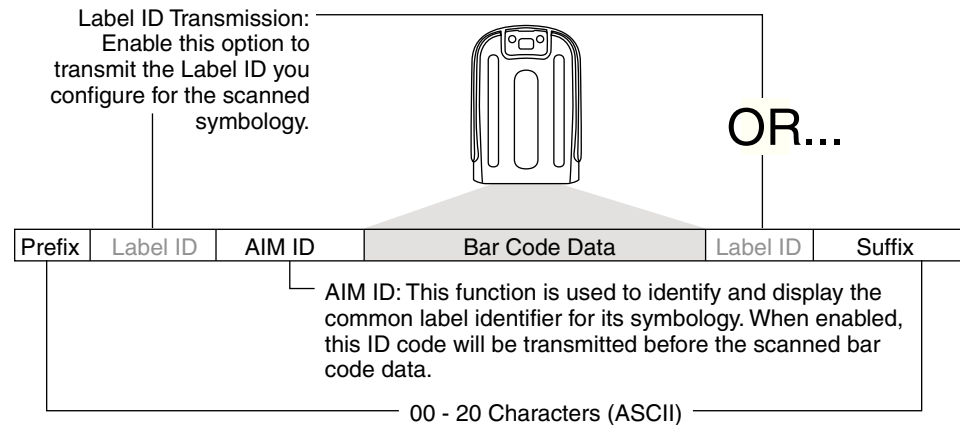 Label ID Transmission:
Enable this option to
transmit the Label ID you
configure for the scanned
symbology.
OR...
Prefix Label ID AIM ID Bar Code Data Label ID Suffix
AIM ID: This function is used to identify and display the
common label identifier for its symbology. When enabled,
this ID code will be transmitted before the scanned bar
code data.
00 - 20 Characters (ASCII)